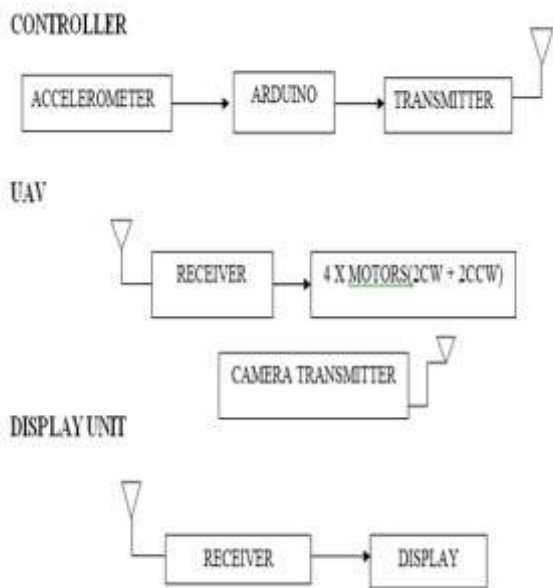 CONTROLLER
ACCELEROMETER
ARDUINO
TRANSMITTER
UAV
RECEIVER
4 X MOTORS(2CW + 2CCW)
CAMERA TRANSMITTER
DISPLAY UNIT
RECEIVER
DISPLAY